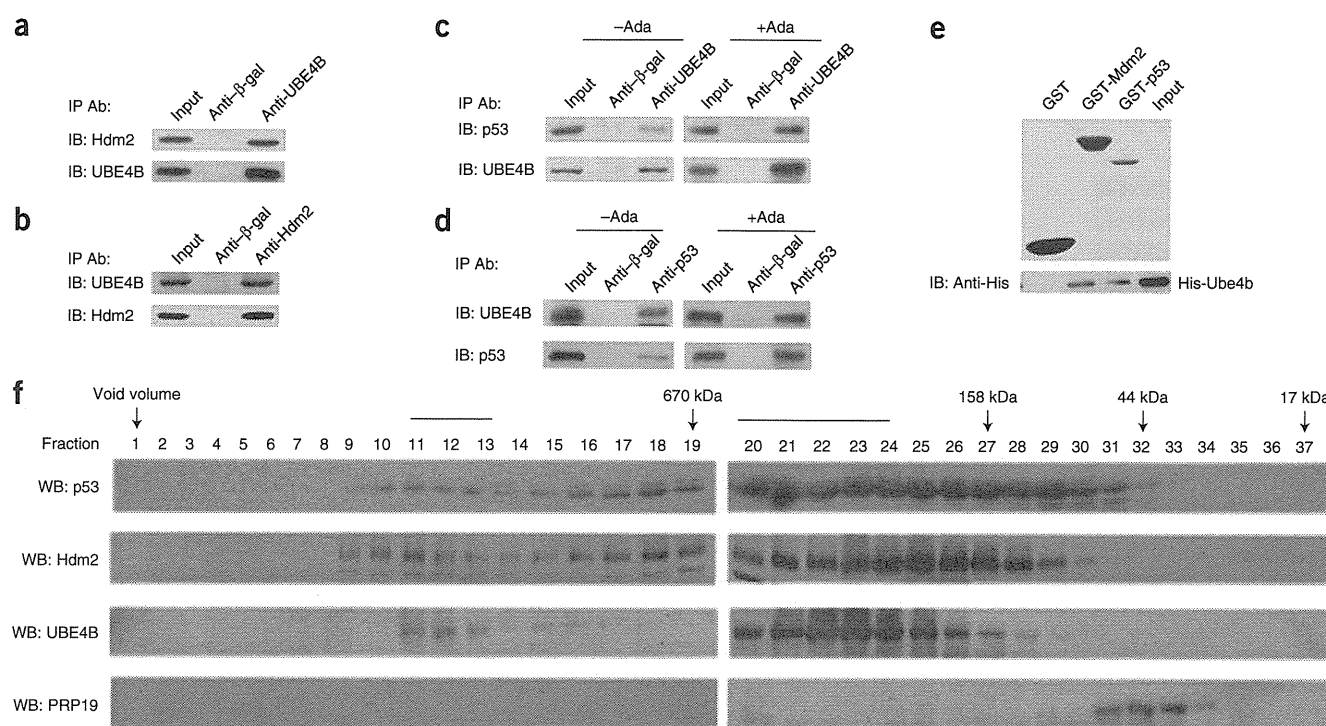 a
IP Ab: Input Anti–β-gal Anti-UBE4B
IB: Hdm2
IB: UBE4B
b
IP Ab: Input Anti–β-gal Anti-Hdm2
IB: UBE4B
IB: Hdm2
c
–Ada +Ada
IP Ab: Input Anti–β-gal Anti-UBE4B Input Anti–β-gal Anti-UBE4B
IB: p53
IB: UBE4B
d
–Ada +Ada
IP Ab: Input Anti–β-gal Anti-p53 Input Anti–β-gal Anti-p53
IB: UBE4B
IB: p53
e
GST GST-Mdm2 GST-p53 Input
IB: Anti-His His-Ube4b
f
Void volume 670 kDa 158 kDa 44 kDa 17 kDa
Fraction 1 2 3 4 5 6 7 8 9 10 11 12 13 14 15 16 17 18 19 20 21 22 23 24 25 26 27 28 29 30 31 32 33 34 35 36 37
WB: p53
WB: Hdm2
WB: UBE4B
WB: PRP19